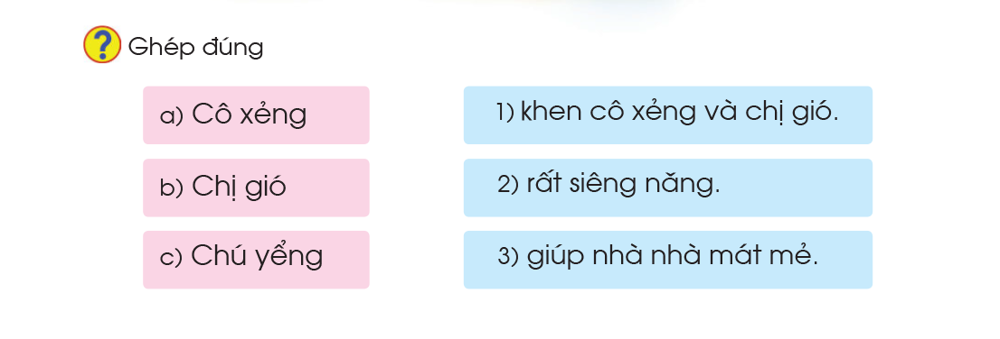 ?
Ghép đúng
a) Cô xẻng
1) khen cô xẻng và chị gió.
b) Chị gió
2) rất siêng năng.
c) Chú yểng
3) giúp nhà nhà mát mẻ.